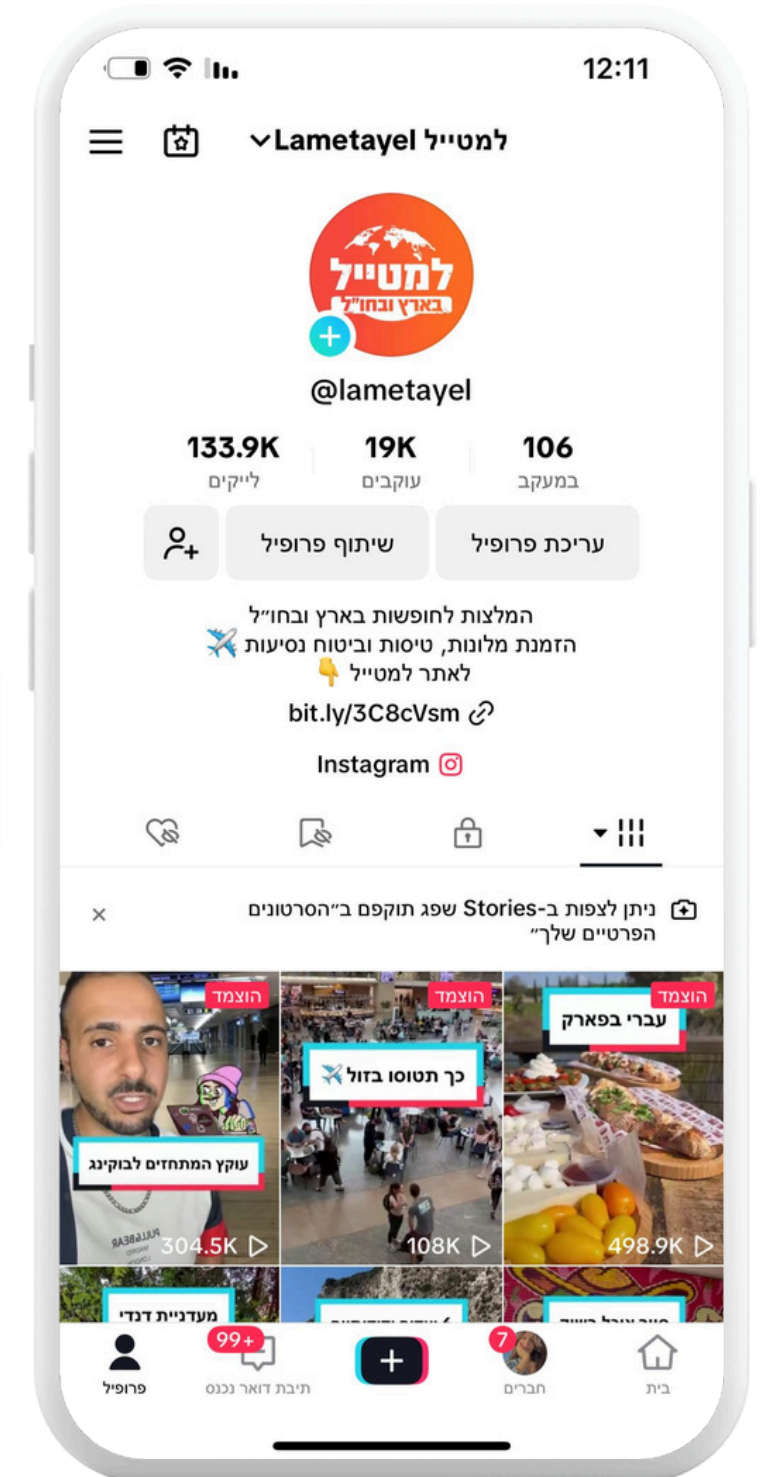 12:11
למטייל Lametayel
למטייל
בארץ ובחו"ל
@lametayel
106
במעקב
19K
עוקבים
133.9K
לייקים
עריכת פרופיל
שיתוף פרופיל
המלצות לחופשות בארץ ובחו״ל
הזמנת מלונות, טיסות וביטוח נסיעות ✈️
לאתר למטייל 👇
bit.ly/3C8cVsm
Instagram
ניתן לצפות ב-Stories שפג תוקפם ב״הסרטונים
הפרטיים שלך״
הוצמד
עברי בפארק
498.9K
הוצמד
כך תטוסו בזול ✈️
108K
הוצמד
עוקץ המתחזים לבוקינג
PULL&BEAR
MADRID
304.5K
מעדניית דנדי
בית
7
חברים
99+
תיבת דואר נכנס
פרופיל